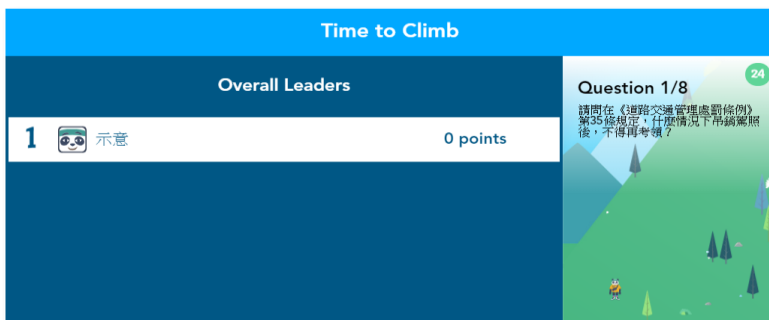 Time to Climb
Overall Leaders
1 示意 0 points
24
Question 1/8
請問在《道路交通管理處罰條例》
第35條規定，什麼情況下吊銷駕照
後，不得再考領？